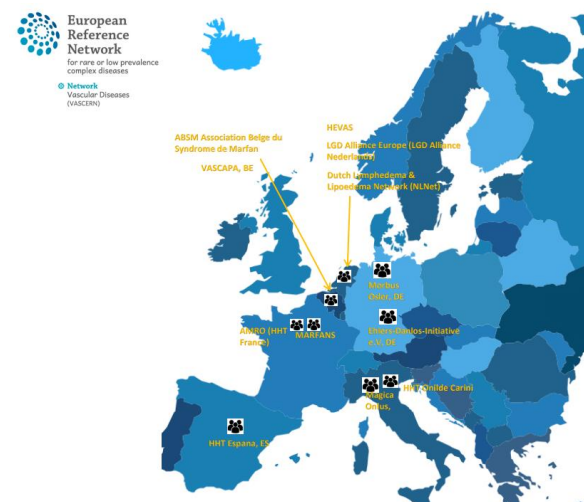 European
Reference
Network
for rare or low prevalence
complex diseases
Network
Vascular Diseases
(VASCERN)
ABSM Association Belge du
Syndrome de Marfan
VASCAPA, BE
HEVAS
LGD Alliance Europe (LGD Alliance
Nederlands)
Dutch Lymphedema &
Lipoedema Network (NLNet)
Morbus
Osler, DE
Ehlers-Danlos-Initiative
e.V, DE
AMRO (HHT
France)
MARFANS
HHT Onilde Carini
Magica
Onlus,
HHT Espana, ES